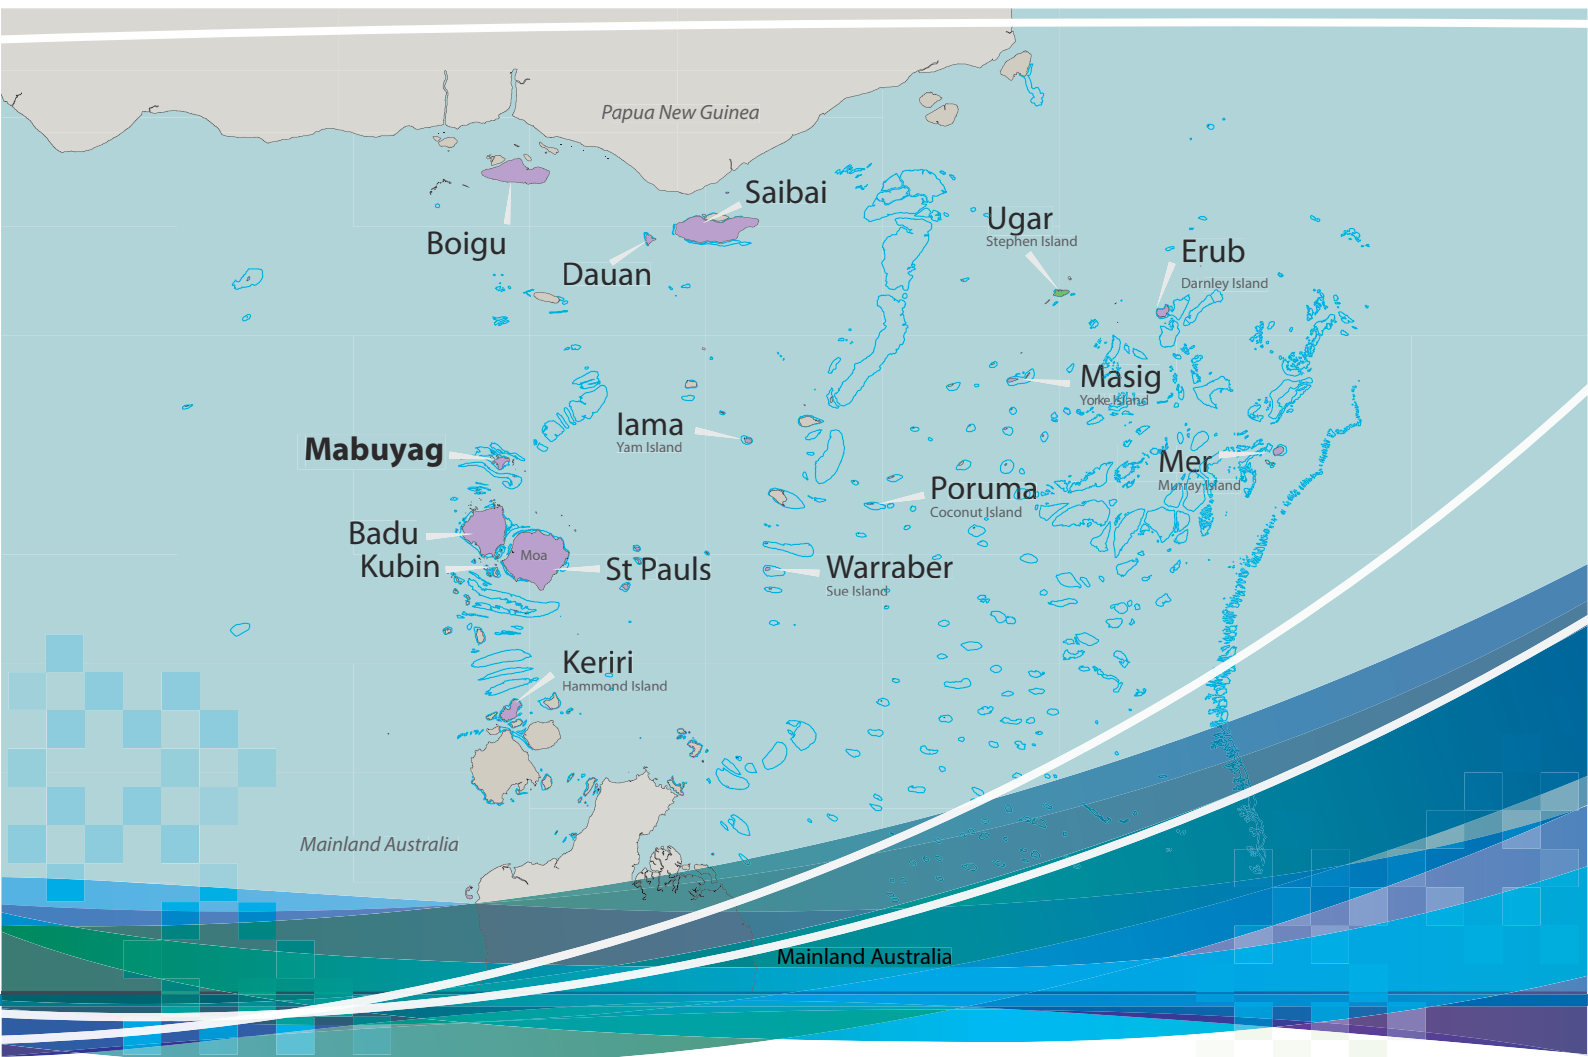 Papua New Guinea
Saibai
Boigu
Dauan
Ugar
Stephen Island
Erub
Darnley Island
Masig
Yorke Island
Iama
Yam Island
Mabuyag
Mer
Murray Island
Poruma
Coconut Island
Badu
Kubin
Moa
St Pauls
Warraber
Sue Island
Keriri
Hammond Island
Mainland Australia
Mainland Australia